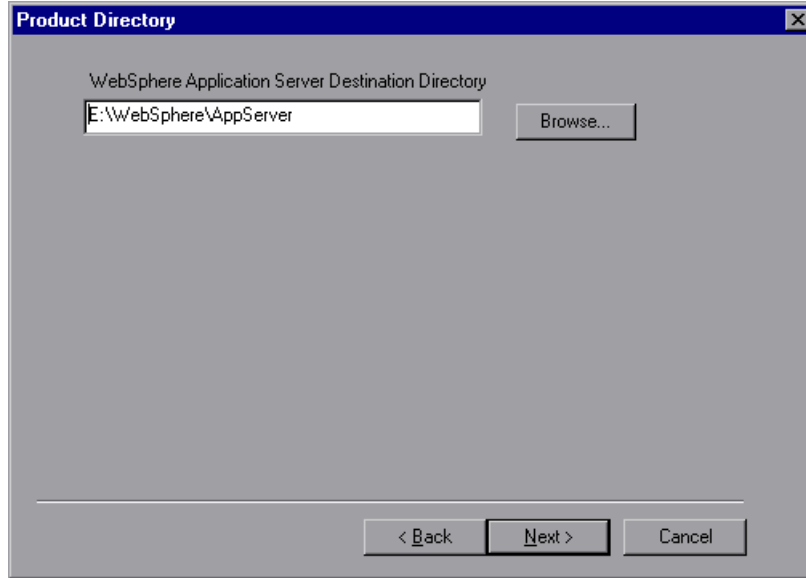 Product Directory
WebSphere Application Server Destination Directory
E:\WebSphere\AppServer
Browse...
< Back
Next >
Cancel